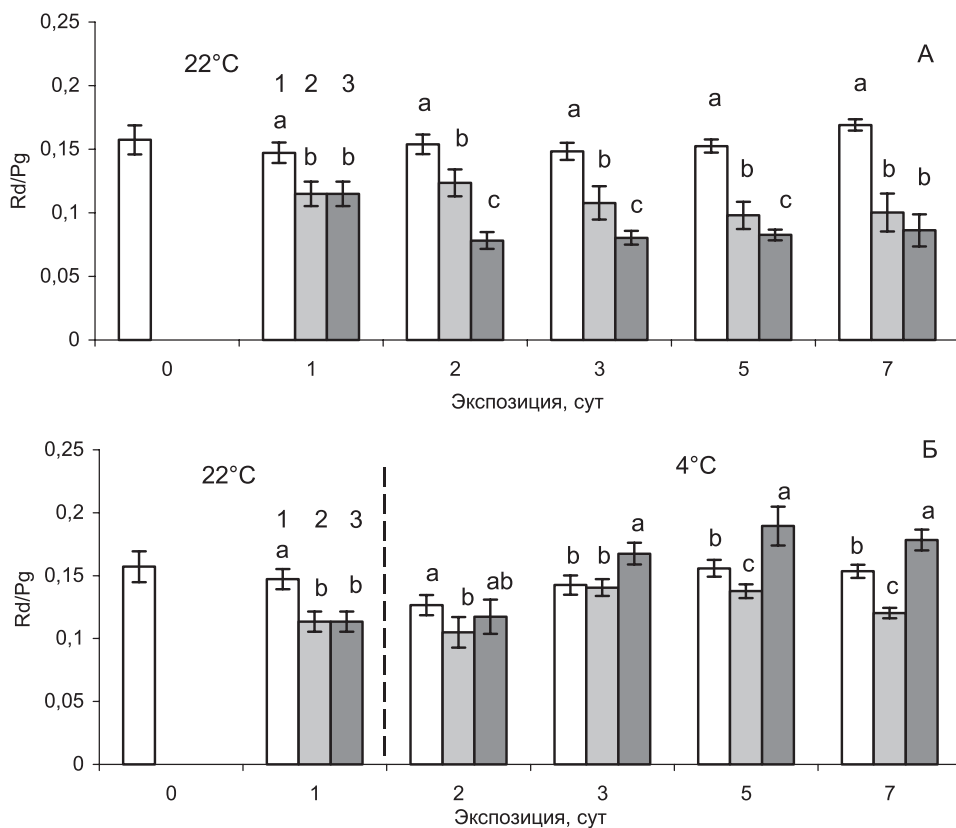 0,25
А
22°C
0,2
1 2 3
a a a a a
b b b b b b b
c c c
0,15
0,1
0,05
0
Rd/Pg
0 1 2 3 5 7
Экспозиция, сут
0,25
Б
22°C 4°C
0,2
1 2 3
a a a a a
b b b ab b b b b
c c
0,15
0,1
0,05
0
Rd/Pg
0 1 2 3 5 7
Экспозиция, сут